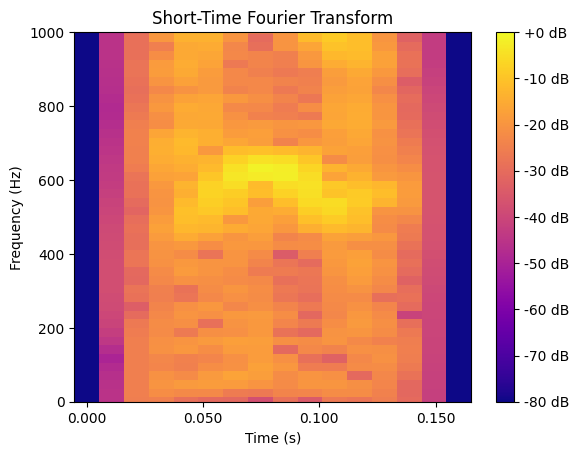 Short-Time Fourier Transform
1000
800
600
400
200
0
Frequency (Hz)
0.000
0.050
0.100
0.150
Time (s)
+0 dB
-10 dB
-20 dB
-30 dB
-40 dB
-50 dB
-60 dB
-70 dB
-80 dB